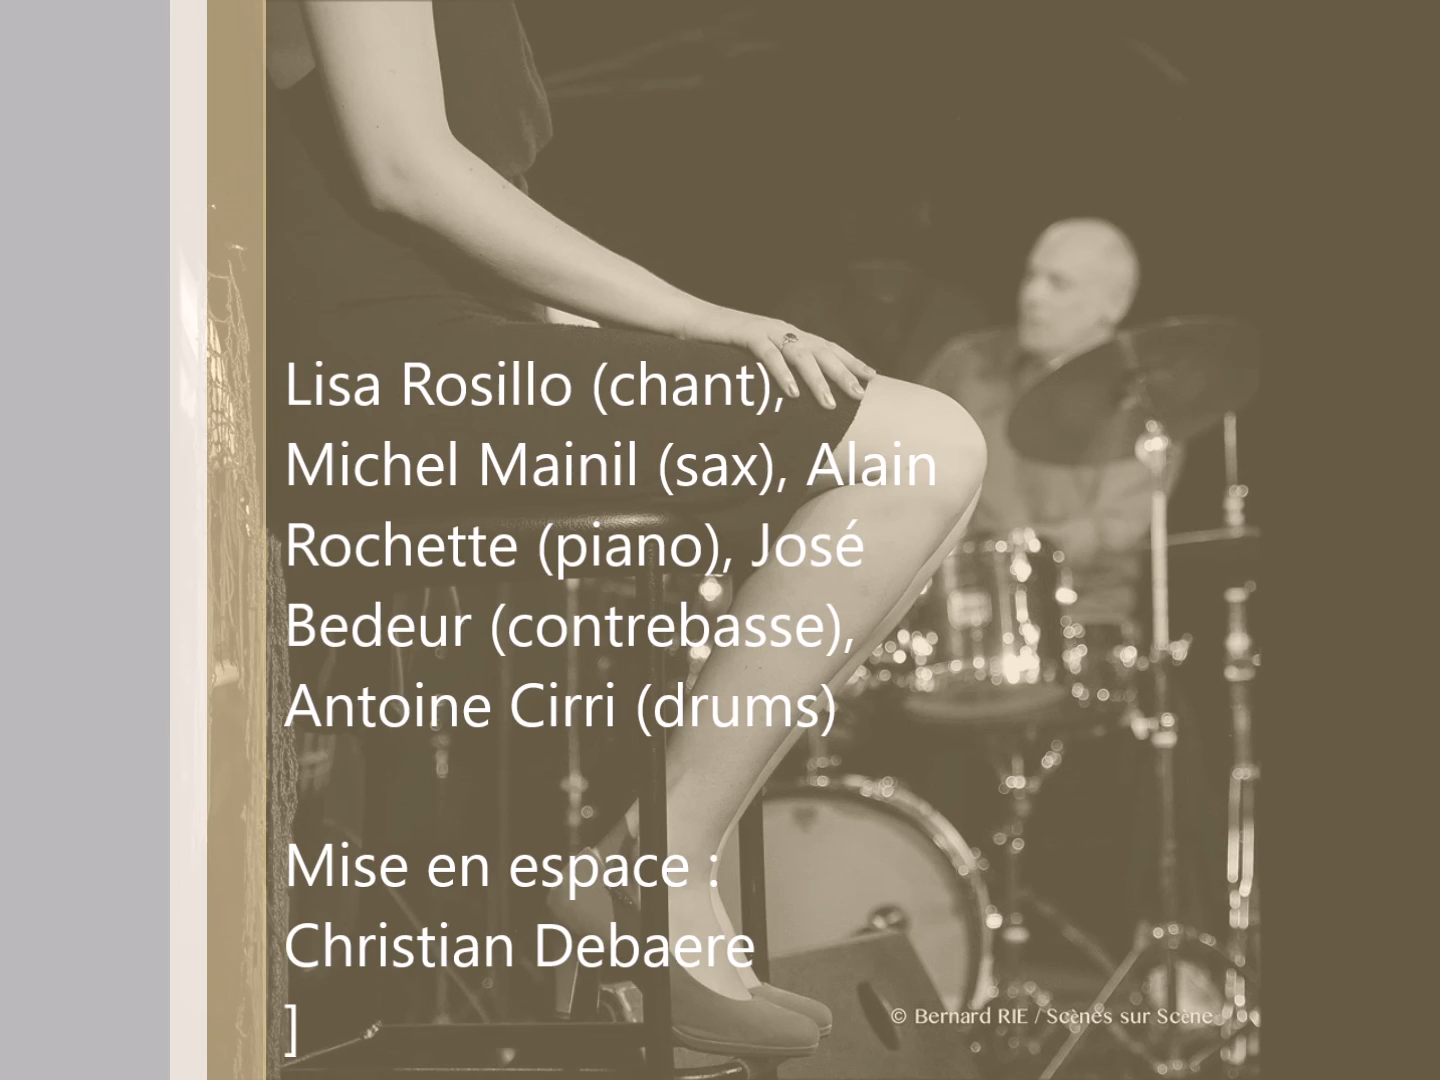 Lisa Rosillo (chant),
Michel Mainil (sax), Alain
Rochette (piano), José
Bedeur (contrebasse),
Antoine Cirri (drums)
Mise en espace :
Christian Debaere
]
© Bernard RIE / Scènes sur Scène